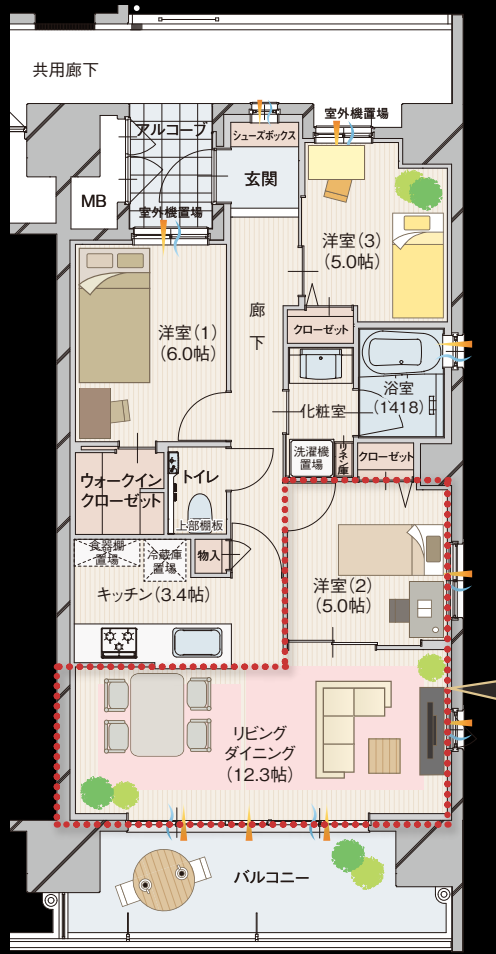 共用廊下
室外機置場
アルコーブ
シューズボックス
玄関
MB
室外機置場
洋室(3)
(5.0帖)
廊
下
洋室(1)
(6.0帖)
クローゼット
浴室
(1418)
化粧室
洗濯機
置場
リネン庫
クローゼット
ウォークイン
クローゼット
トイレ
上部棚板
食器棚
置場
冷蔵庫
置場
物入
キッチン(3.4帖)
洋室(2)
(5.0帖)
リビング
ダイニング
(12.3帖)
バルコニー